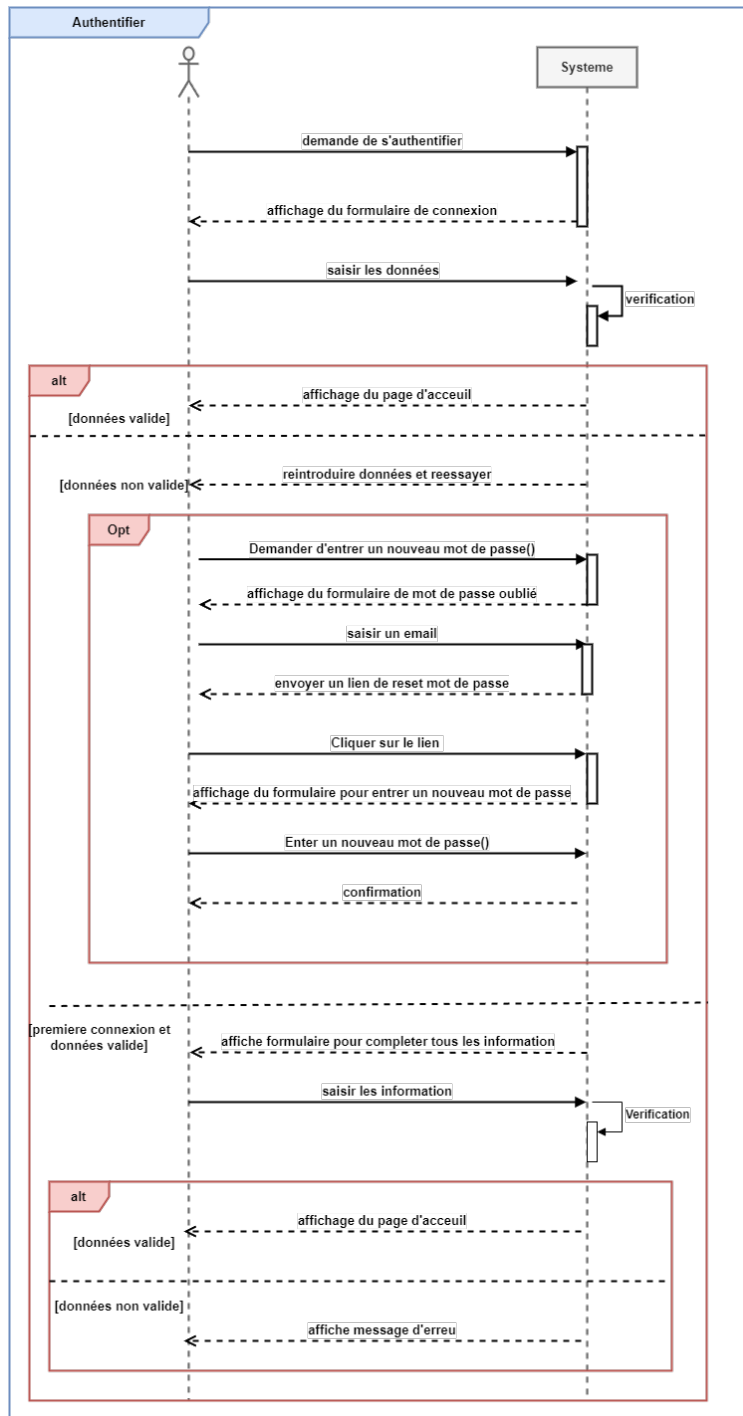 Authentifier
Systeme
demande de s'authentifier
affichage du formulaire de connexion
saisir les données
verification
alt
affichage du page d'acceuil
[données valide]
reintroduire données et reessayer
[données non valide]
Opt
Demander d'entrer un nouveau mot de passe()
affichage du formulaire de mot de passe oublié
saisir un email
envoyer un lien de reset mot de passe
Cliquer sur le lien
affichage du formulaire pour entrer un nouveau mot de passe
Enter un nouveau mot de passe()
confirmation
[premiere connexion et
données valide]
affiche formulaire pour completer tous les information
saisir les information
Verification
alt
affichage du page d'acceuil
[données valide]
[données non valide]
affiche message d'erreu